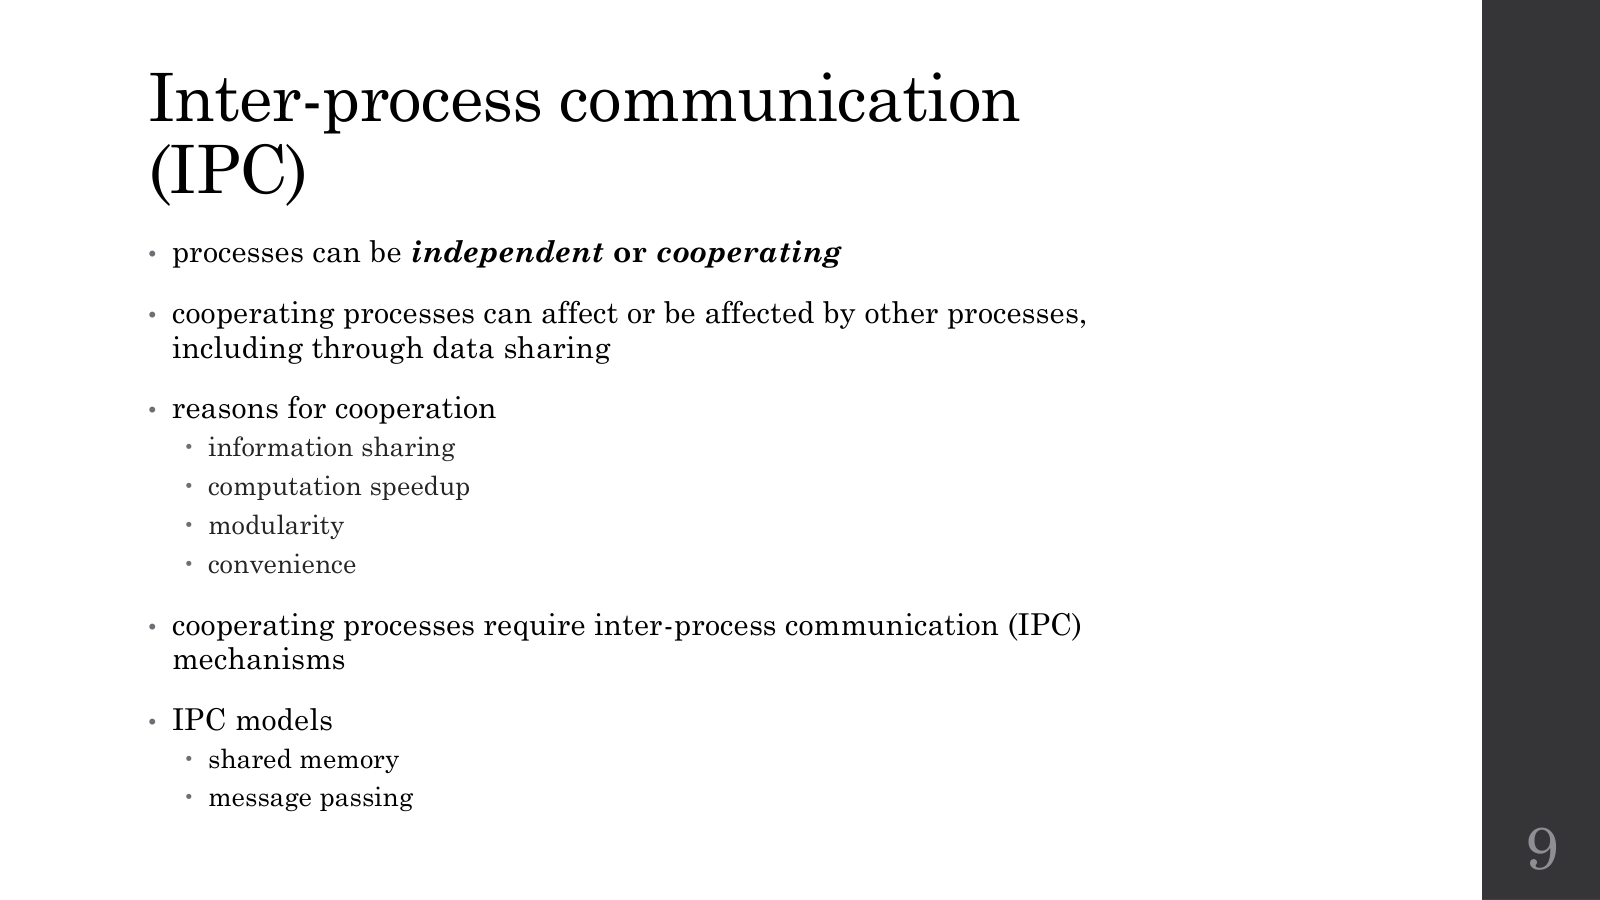 Inter-process communication
(IPC)
• processes can be independent or cooperating
• cooperating processes can affect or be affected by other processes,
including through data sharing
• reasons for cooperation
• information sharing
• computation speedup
• modularity
• convenience
• cooperating processes require inter-process communication (IPC)
mechanisms
• IPC models
• shared memory
• message passing
9